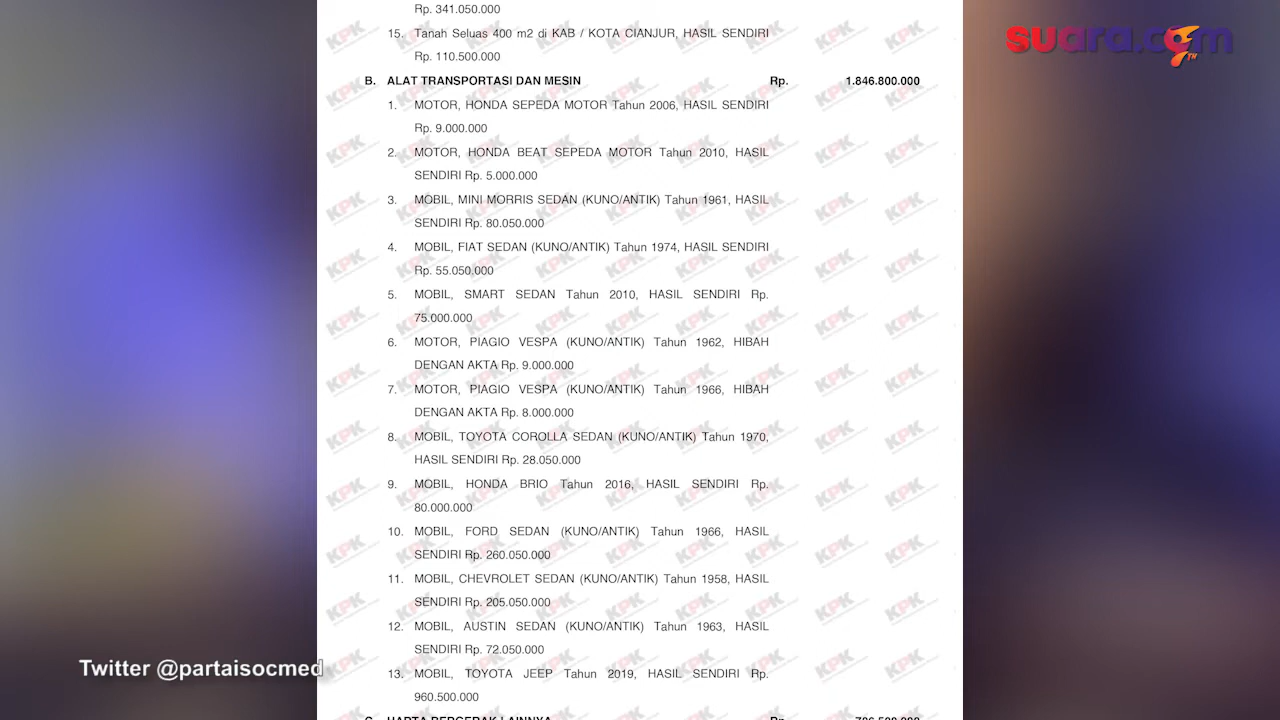 Rp. 341.050.000
15. Tanah Seluas 400 m2 di KAB / KOTA CIANJUR, HASIL SENDIRI
Rp. 110.500.000
B. ALAT TRANSPORTASI DAN MESIN Rp. 1.846.800.000
1. MOTOR, HONDA SEPEDA MOTOR Tahun 2006, HASIL SENDIRI
Rp. 9.000.000
2. MOTOR, HONDA BEAT SEPEDA MOTOR Tahun 2010, HASIL
SENDIRI Rp. 5.000.000
3. MOBIL, MINI MORRIS SEDAN (KUNO/ANTIK) Tahun 1961, HASIL
SENDIRI Rp. 80.050.000
4. MOBIL, FIAT SEDAN (KUNO/ANTIK) Tahun 1974, HASIL SENDIRI
Rp. 55.050.000
5. MOBIL, SMART SEDAN Tahun 2010, HASIL SENDIRI Rp.
75.000.000
6. MOTOR, PIAGIO VESPA (KUNO/ANTIK) Tahun 1962, HIBAH
DENGAN AKTA Rp. 9.000.000
7. MOTOR, PIAGIO VESPA (KUNO/ANTIK) Tahun 1966, HIBAH
DENGAN AKTA Rp. 8.000.000
8. MOBIL, TOYOTA COROLLA SEDAN (KUNO/ANTIK) Tahun 1970,
HASIL SENDIRI Rp. 28.050.000
9. MOBIL, HONDA BRIO Tahun 2016, HASIL SENDIRI Rp.
80.000.000
10. MOBIL, FORD SEDAN (KUNO/ANTIK) Tahun 1966, HASIL
SENDIRI Rp. 260.050.000
11. MOBIL, CHEVROLET SEDAN (KUNO/ANTIK) Tahun 1958, HASIL
SENDIRI Rp. 205.050.000
12. MOBIL, AUSTIN SEDAN (KUNO/ANTIK) Tahun 1963, HASIL
SENDIRI Rp. 72.050.000
13. MOBIL, TOYOTA JEEP Tahun 2019, HASIL SENDIRI Rp.
960.500.000
C. HARTA BERGERAK LAINNYA Rp. 786.500.000
suara.com
Twitter @partaisocmed
KPK